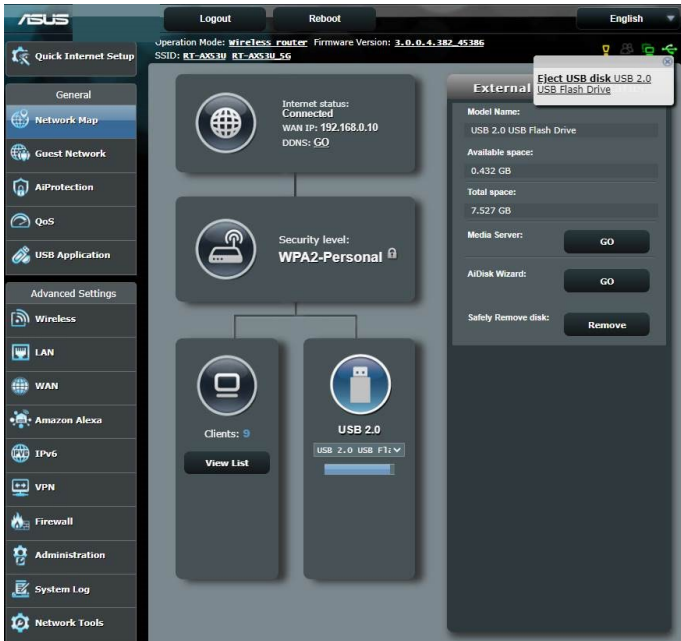 ASUS
Logout
Reboot
English
Quick Internet Setup
Operation Mode: Wireless router Firmware Version: 3.0.0.4.382_45386
SSID: RT-AX53U RT-AX53U_5G
Eject USB disk USB 2.0
USB Flash Drive
General
Network Map
Guest Network
AiProtection
QoS
USB Application
Advanced Settings
Wireless
LAN
WAN
Amazon Alexa
IPv6
VPN
Firewall
Administration
System Log
Network Tools
Internet status:
Connected
WAN IP: 192.168.0.10
DDNS: GO
Security level:
WPA2-Personal
Clients: 9
View List
USB 2.0
USB 2.0 USB Fl
External
Model Name:
USB 2.0 USB Flash Drive
Available space:
0.432 GB
Total space:
7.527 GB
Media Server:
GO
AiDisk Wizard:
GO
Safely Remove disk:
Remove